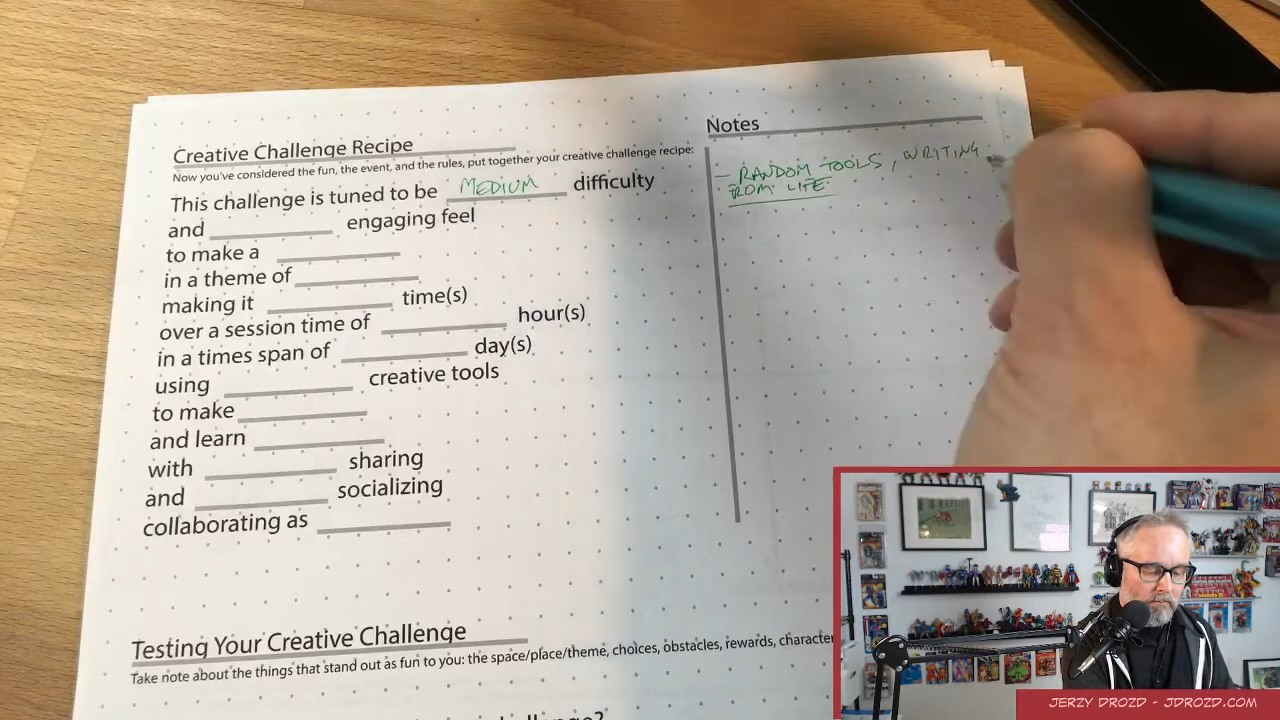 Creative Challenge Recipe
Now you've considered the fun, the event, and the rules, put together your creative challenge recipe:
This challenge is tuned to be MEDIUM difficulty
and engaging feel
to make a
in a theme of
making it time(s)
over a session time of hour(s)
in a times span of day(s)
using creative tools
to make
and learn
with sharing
and socializing
collaborating as
Notes
- RANDOM TOOLS, WRITING
FROM LIFE
Testing Your Creative Challenge
Take note about the things that stand out as fun to you: the space/place/theme, choices, obstacles, rewards, character
JERZY DROZD - JDROZD.COM